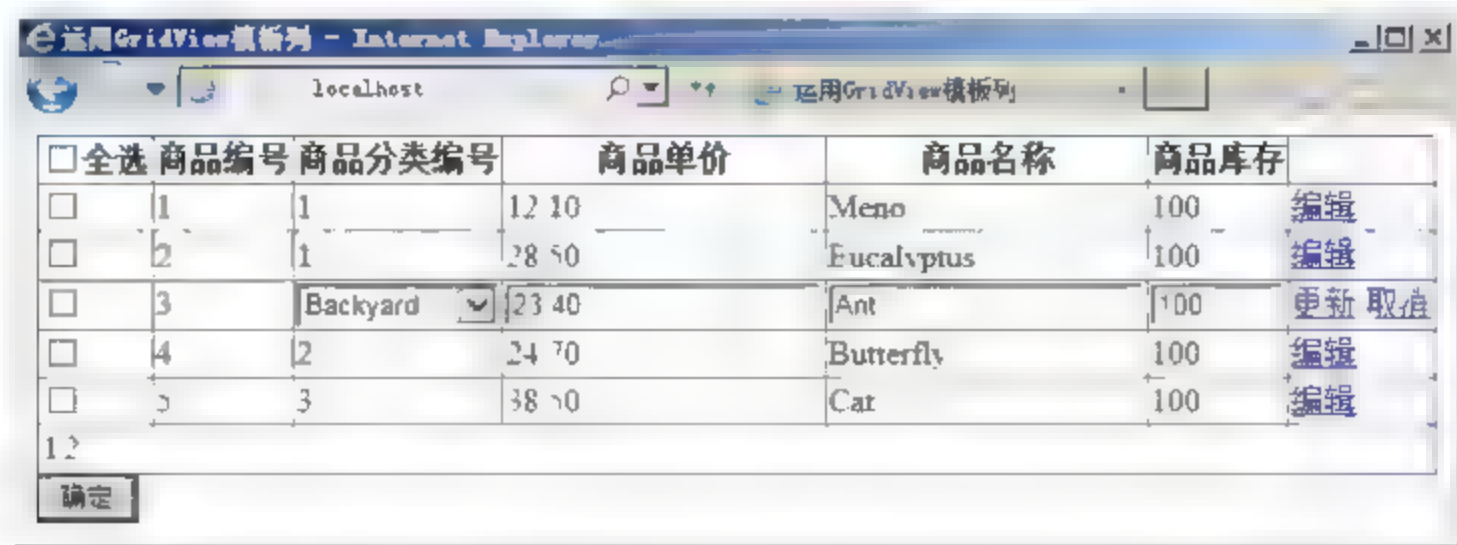 运用GridView模板列 - Internet Explorer
localhost 运用GridView模板列
全选 商品编号 商品分类编号 商品单价 商品名称 商品库存
1 1 12.10 Meno 100 编辑
2 1 28.50 Eucalyptus 100 编辑
3 Backyard 23.40 Ant 100 更新 取消
4 2 24.70 Butterfly 100 编辑
5 3 38.50 Cat 100 编辑
1 2
确定